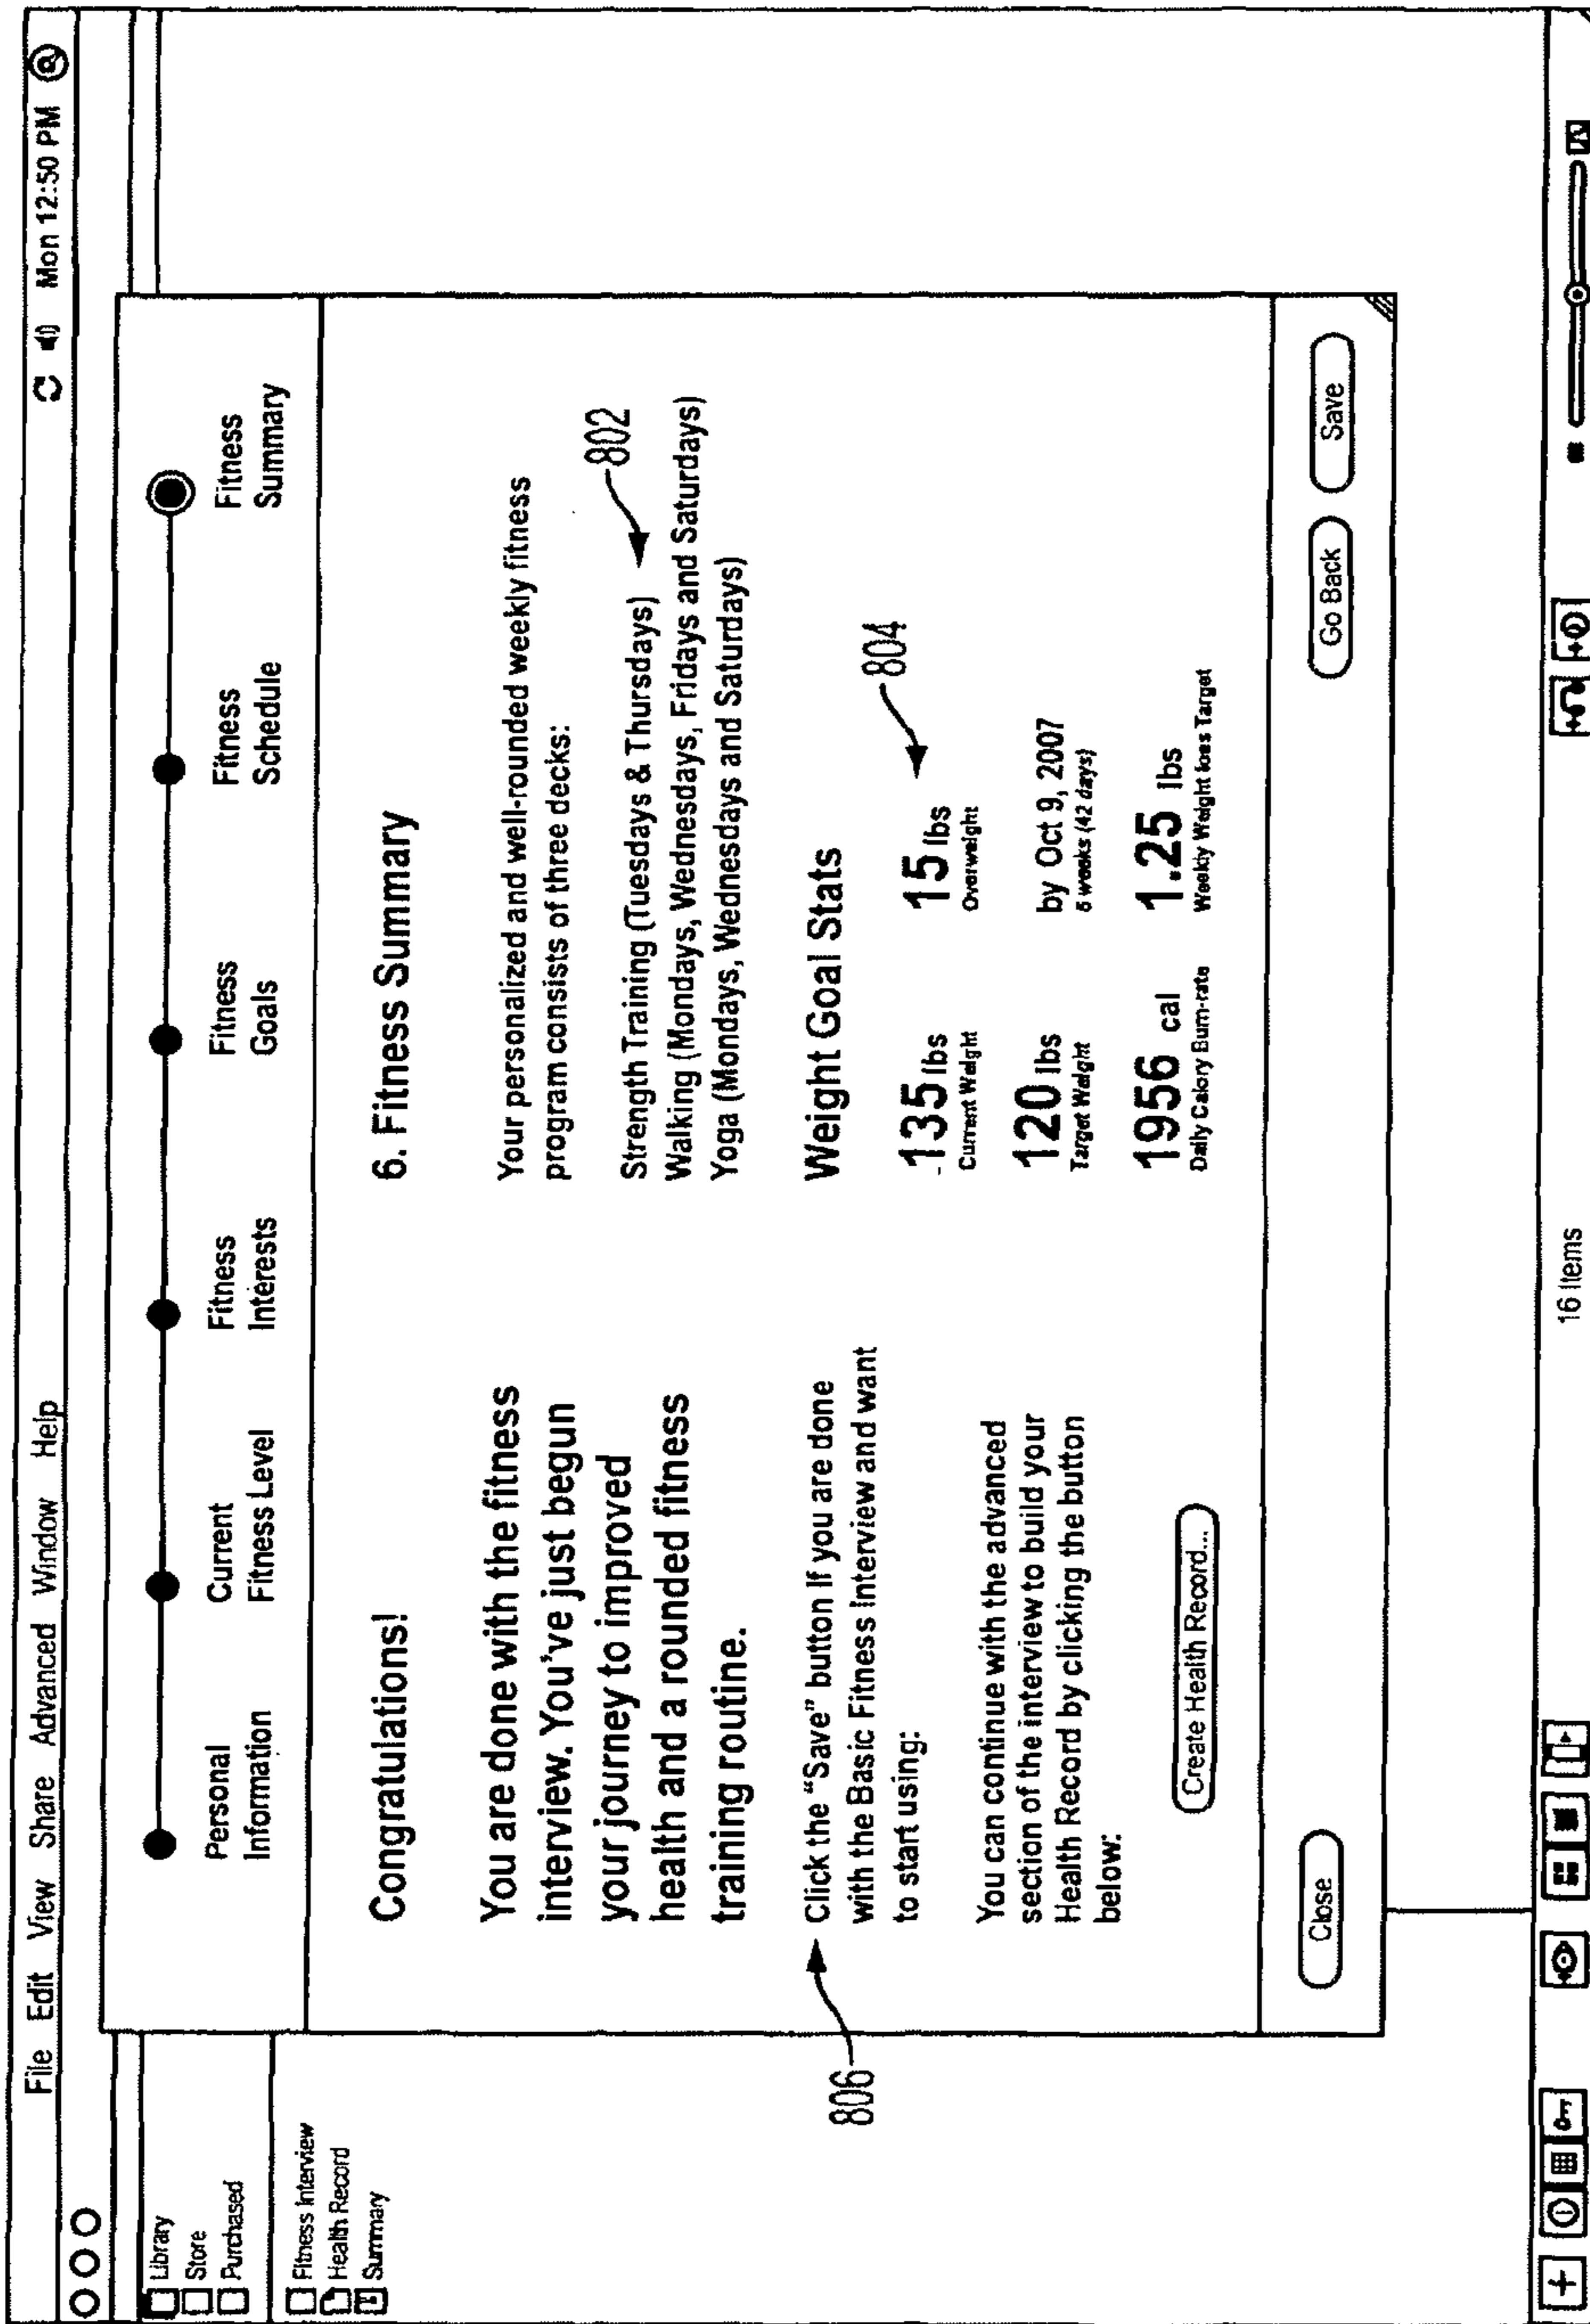 File Edit View Share Advanced Window Help
Mon 12:50 PM
Library
Store
Purchased
Fitness Interview
Health Record
Summary
Personal
Information
Current
Fitness Level
Fitness
Interests
Fitness
Goals
Fitness
Schedule
Fitness
Summary
Congratulations!
You are done with the fitness
interview. You've just begun
your journey to improved
health and a rounded fitness
training routine.
806
Click the “Save” button If you are done
with the Basic Fitness Interview and want
to start using:
You can continue with the advanced
section of the interview to build your
Health Record by clicking the button
below:
Create Health Record...
6. Fitness Summary
Your personalized and well-rounded weekly fitness
program consists of three decks:
802
Strength Training (Tuesdays & Thursdays)
Walking (Mondays, Wednesdays, Fridays and Saturdays)
Yoga (Mondays, Wednesdays and Saturdays)
Weight Goal Stats
804
135 lbs 15 lbs
Current Weight Overweight
120 lbs by Oct 9, 2007
Target Weight 6 weeks (42 days)
1956 cal 1.25 lbs
Daily Calory Burn-rate Weekly Weight loss Target
Close Go Back Save
16 Items